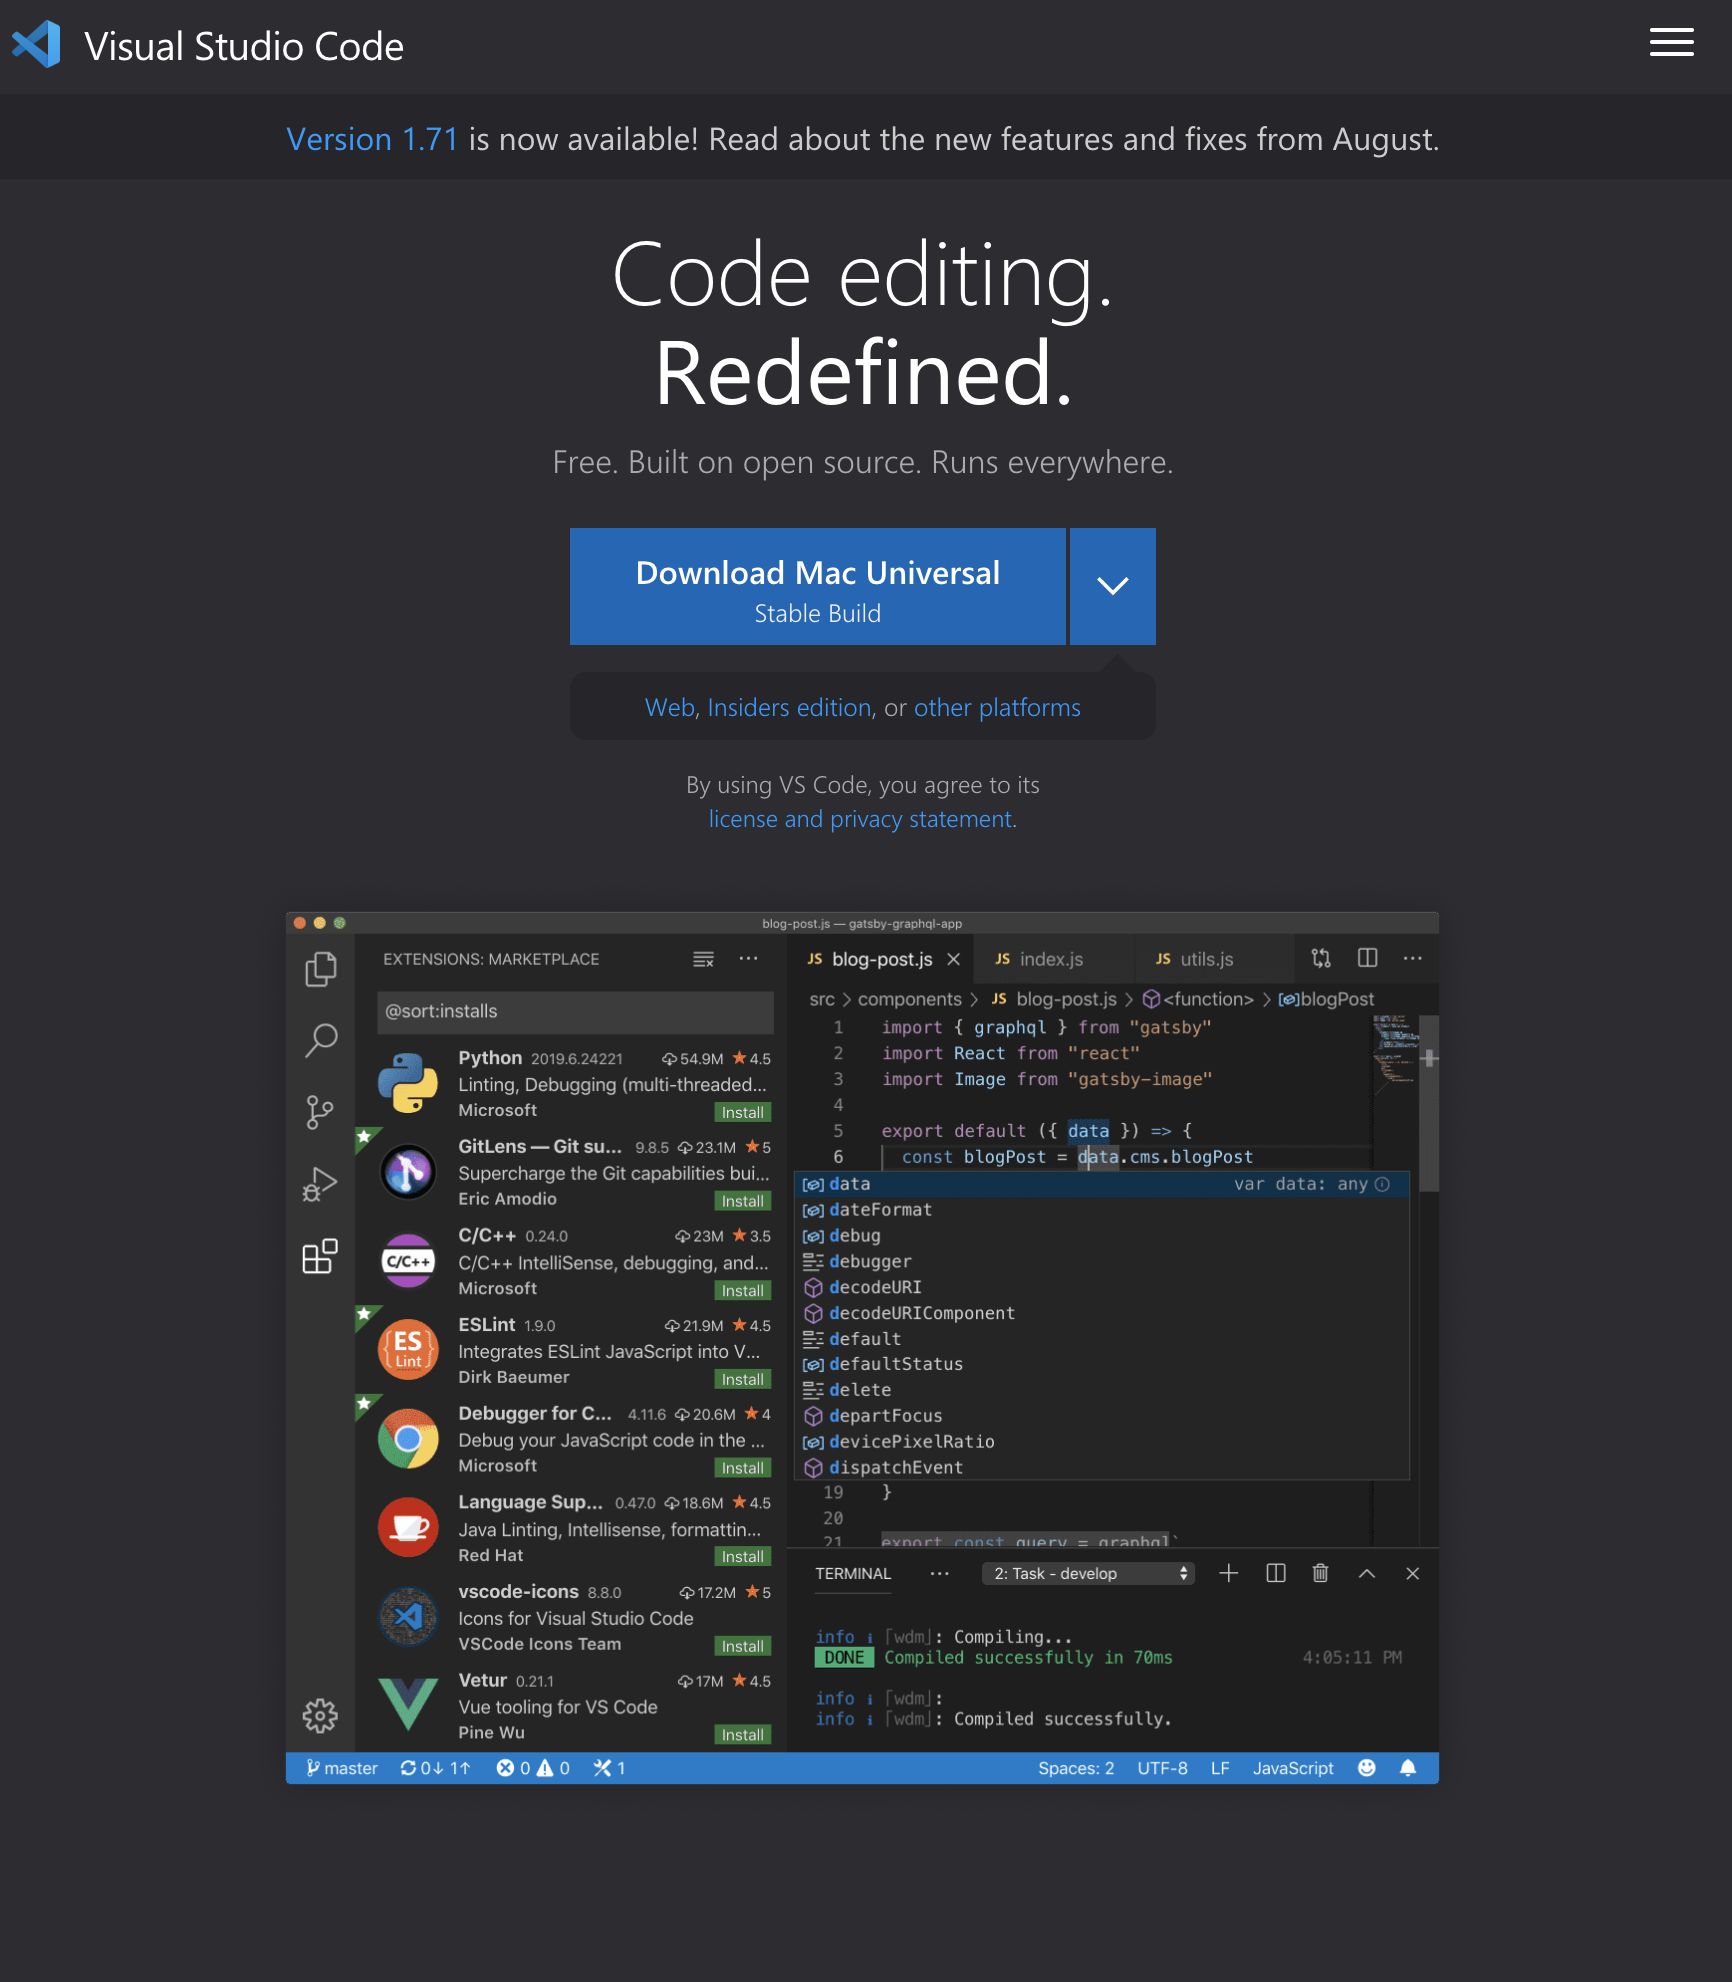 Visual Studio Code
Version 1.71 is now available! Read about the new features and fixes from August.
Code editing.
Redefined.
Free. Built on open source. Runs everywhere.
Download Mac Universal
Stable Build
Web, Insiders edition, or other platforms
By using VS Code, you agree to its
license and privacy statement.
blog-post.js — gatsby-graphql-app
EXTENSIONS: MARKETPLACE
@sort:installs
Python 2019.6.24221 54.9M ★4.5
Linting, Debugging (multi-threaded...
Microsoft Install
GitLens — Git su... 9.8.5 23.1M ★5
Supercharge the Git capabilities bui...
Eric Amodio Install
C/C++
C/C++ 0.24.0 23M ★3.5
C/C++ IntelliSense, debugging, and...
Microsoft Install
ES
Lint
ESLint 1.9.0 21.9M ★4.5
Integrates ESLint JavaScript into V...
Dirk Baeumer Install
Debugger for C... 4.11.6 20.6M ★4
Debug your JavaScript code in the ...
Microsoft Install
Language Sup... 0.47.0 18.6M ★4.5
Java Linting, Intellisense, formattin...
Red Hat Install
vscode-icons 8.8.0 17.2M ★5
Icons for Visual Studio Code
VSCode Icons Team Install
Vetur 0.21.1 17M ★4.5
Vue tooling for VS Code
Pine Wu Install
JS blog-post.js × JS index.js JS utils.js ···
src > components > JS blog-post.js > <function> > blogPost
1 import { graphql } from "gatsby"
2 import React from "react"
3 import Image from "gatsby-image"
4
5 export default ({ data }) => {
6 const blogPost = data.cms.blogPost
data var data: any
dateFormat
debug
debugger
decodeURI
decodeURIComponent
default
defaultStatus
delete
departFocus
devicePixelRatio
dispatchEvent
19 }
20
21 export const query = graphql`
TERMINAL ··· 2: Task - develop
info ℹ ｢wdm｣: Compiling...
DONE Compiled successfully in 70ms 4:05:11 PM
info ℹ ｢wdm｣:
info ℹ ｢wdm｣: Compiled successfully.
master 0↓ 1↑ 0 0 1 Spaces: 2 UTF-8 LF JavaScript